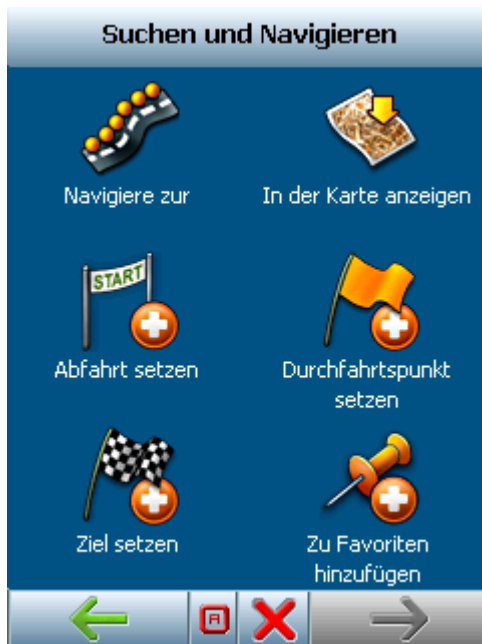 Suchen und Navigieren
Navigiere zur
In der Karte anzeigen
START
Abfahrt setzen
Durchfahrtspunkt
setzen
Ziel setzen
Zu Favoriten
hinzufügen
A